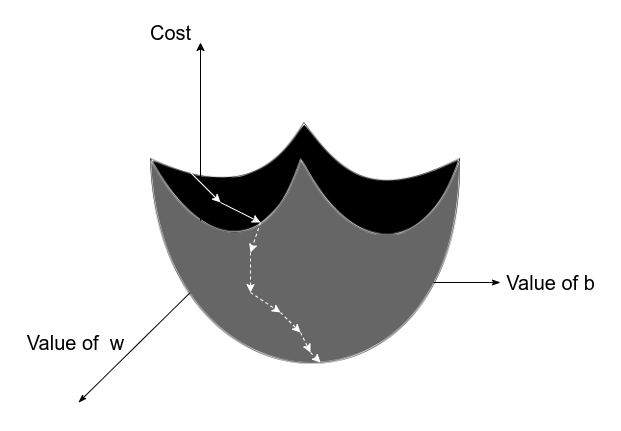 Cost
Value of b
Value of  w